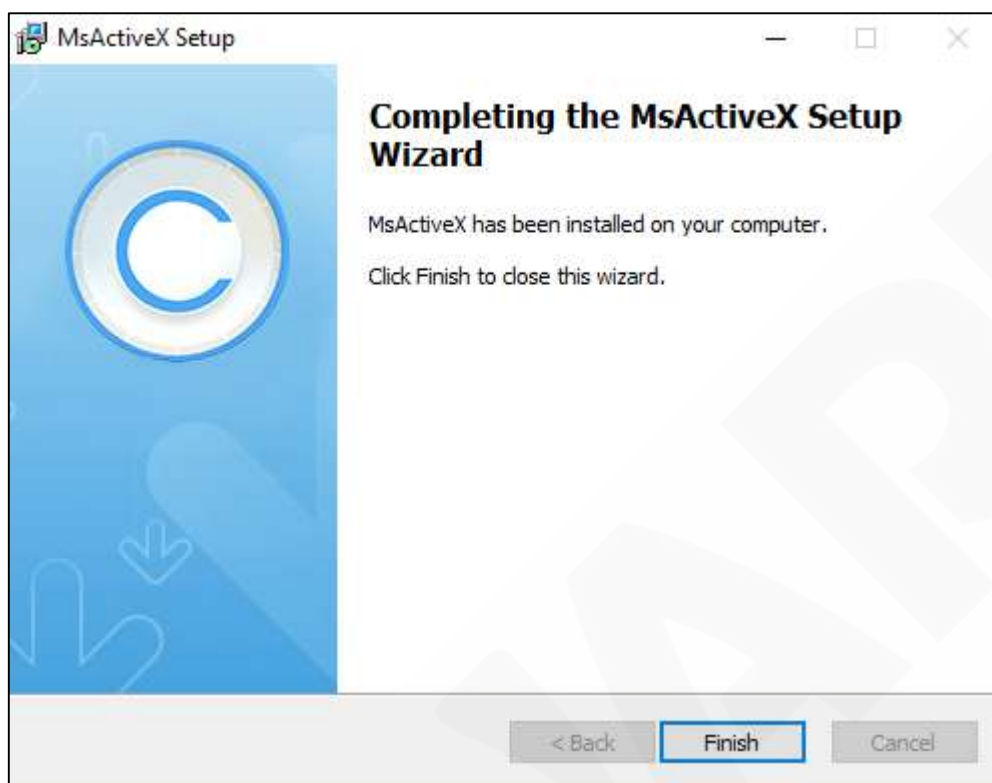 MsActiveX Setup
Completing the MsActiveX Setup
Wizard
MsActiveX has been installed on your computer.
Click Finish to close this wizard.
< Back
Finish
Cancel